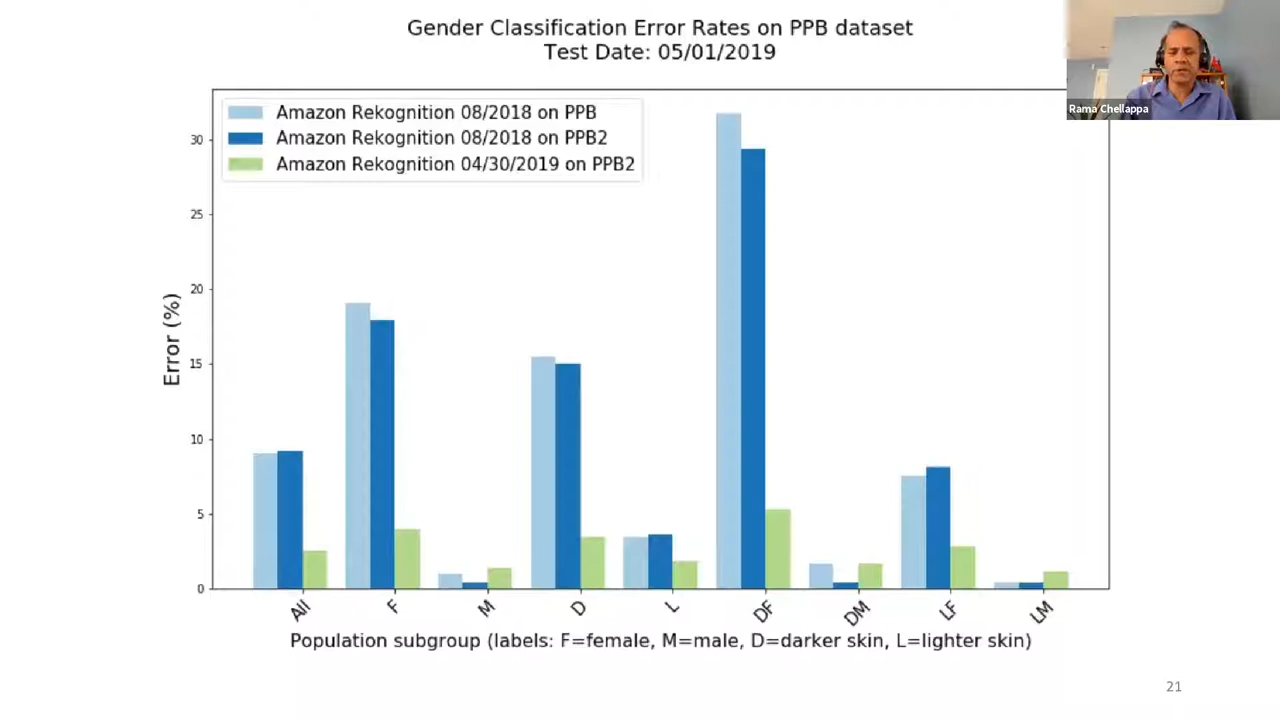 Gender Classification Error Rates on PPB dataset
Test Date: 05/01/2019
Rama Chellappa
Amazon Rekognition 08/2018 on PPB
Amazon Rekognition 08/2018 on PPB2
Amazon Rekognition 04/30/2019 on PPB2
30
25
20
15
10
5
0
Error (%)
All F M D L DF DM LF LM
Population subgroup (labels: F=female, M=male, D=darker skin, L=lighter skin)
21